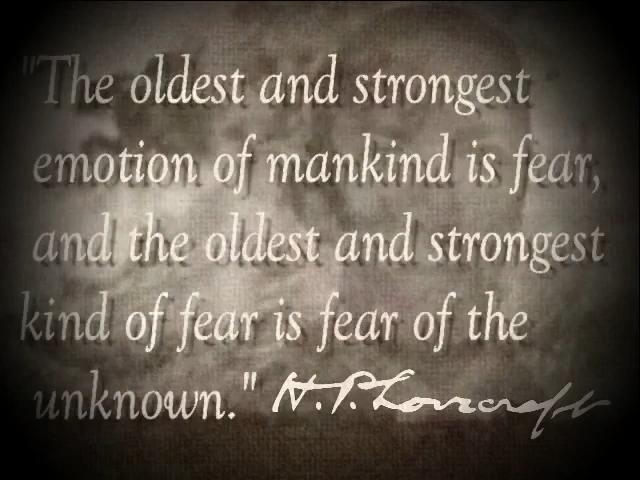 "The oldest and strongest
emotion of mankind is fear,
and the oldest and strongest
kind of fear is fear of the
unknown." H.P. Lovecraft